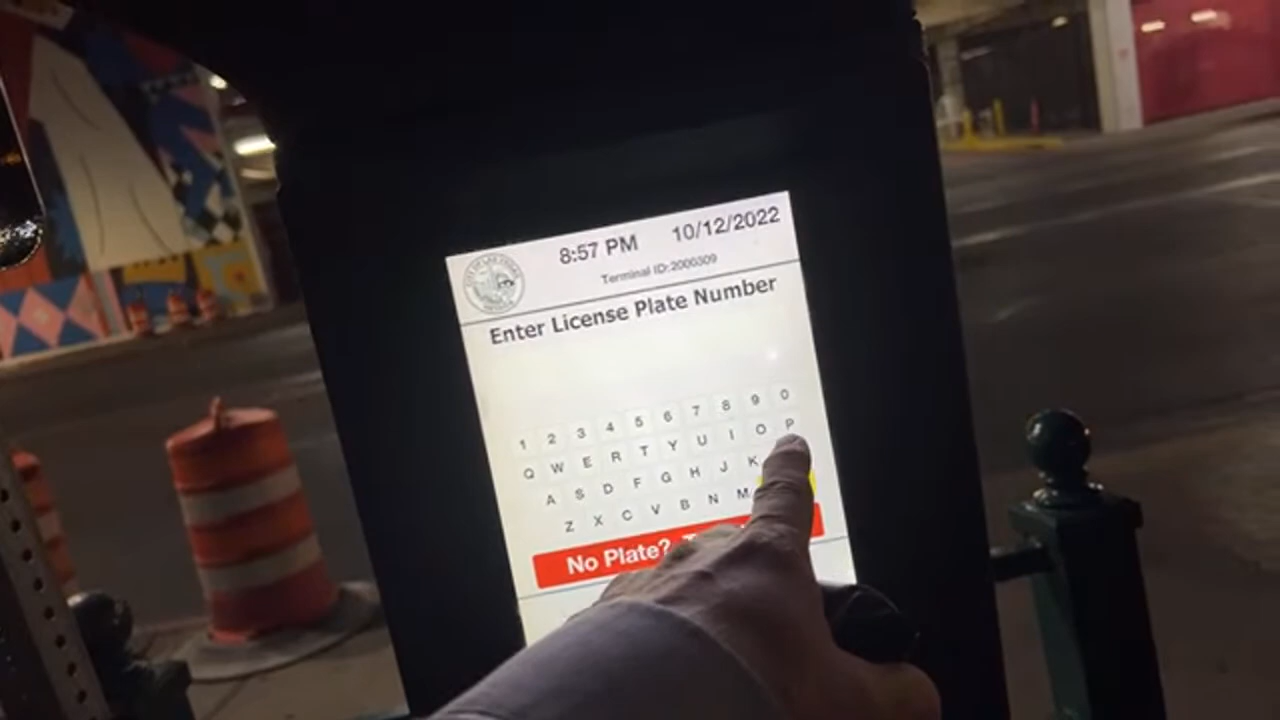 8:57 PM 10/12/2022
Terminal ID:2000309
Enter License Plate Number
1 2 3 4 5 6 7 8 9 0
Q W E R T Y U I O P
A S D F G H J K
Z X C V B N M
No Plate?